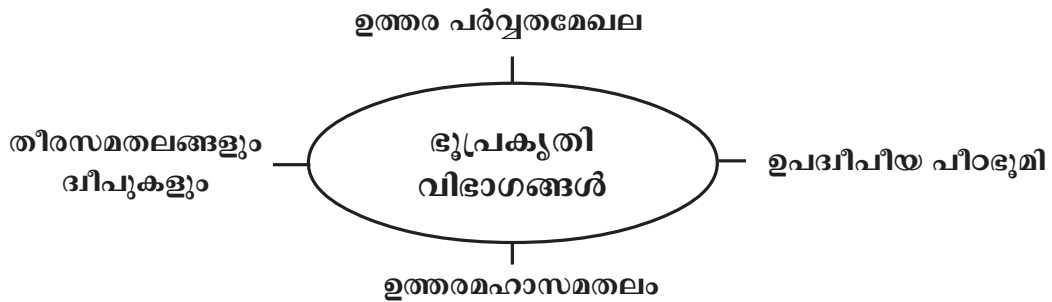 ഉത്തര പർവ്വതമേഖല
തീരസമതലങ്ങളും
ദ്വീപുകളും
ഭൂപ്രകൃതി
വിഭാഗങ്ങൾ
ഉപദ്വീപീയ പീഠഭൂമി
ഉത്തരമഹാസമതലം